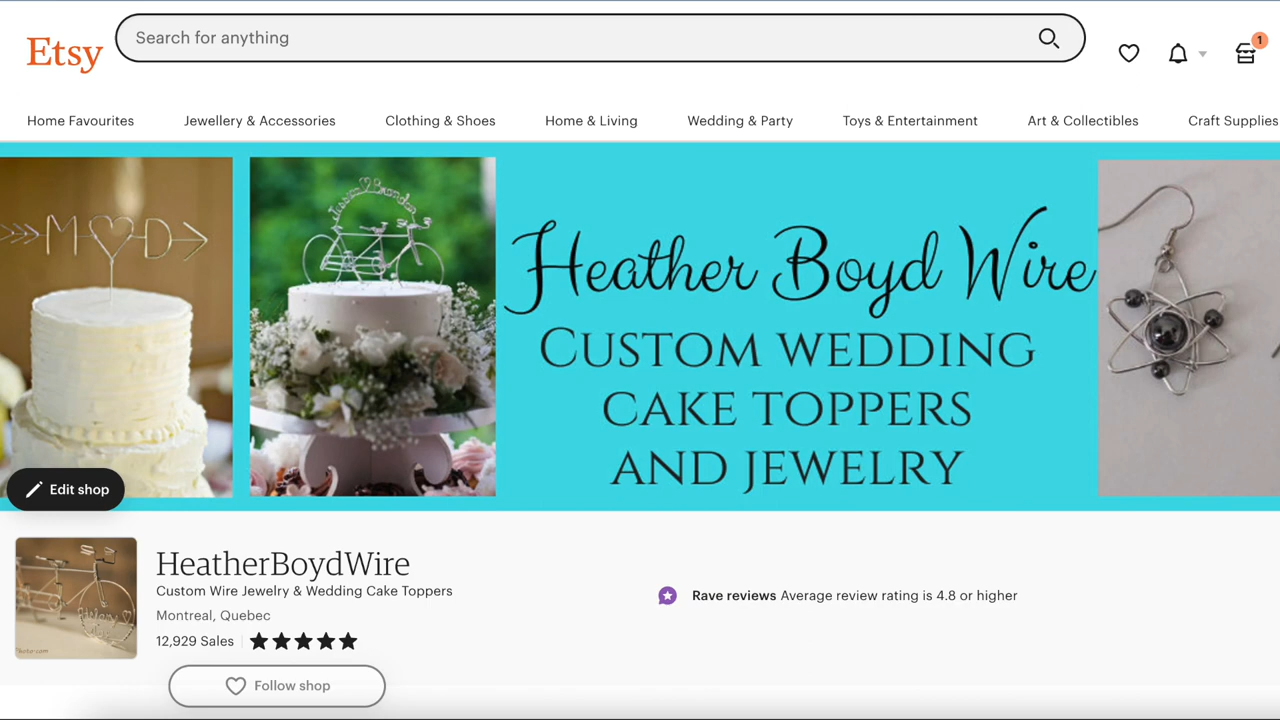 Etsy
Search for anything
1
Home Favourites
Jewellery & Accessories
Clothing & Shoes
Home & Living
Wedding & Party
Toys & Entertainment
Art & Collectibles
Craft Supplies
M D
Heather Boyd Wire
CUSTOM WEDDING
CAKE TOPPERS
AND JEWELRY
Edit shop
HeatherBoydWire
Custom Wire Jewelry & Wedding Cake Toppers
Montreal, Quebec
12,929 Sales
Rave reviews Average review rating is 4.8 or higher
Follow shop